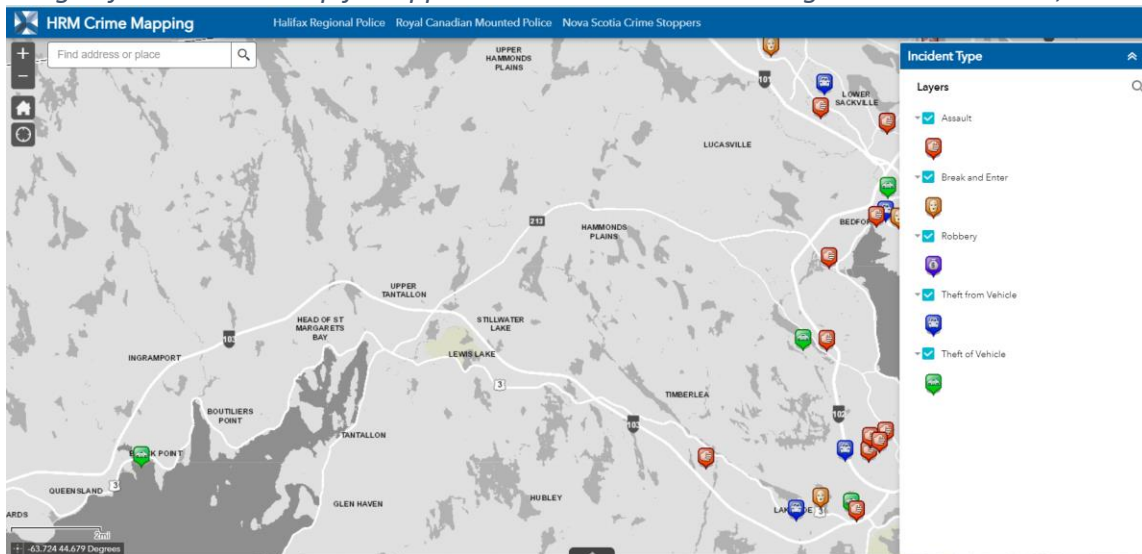 HRM Crime Mapping
Halifax Regional Police Royal Canadian Mounted Police Nova Scotia Crime Stoppers
+
Find address or place
−
UPPER
HAMMONDS
PLAINS
101
LOWER
SACKVILLE
LUCASVILLE
213
HAMMONDS
PLAINS
UPPER
TANTALLON
HEAD OF ST
MARGARETS
BAY
103
STILLWATER
LAKE
INGRAMPORT
LEWIS LAKE
3
TIMBERLEA
BOUTILIERS
POINT
102
TANTALLON
103
POINT
QUEENSLAND
3
GLEN HAVEN
HUBLEY
3
ARDS
2mi
-63.724 44.679 Degrees
Incident Type
Layers
Assault
Break and Enter
Robbery
Theft from Vehicle
Theft of Vehicle